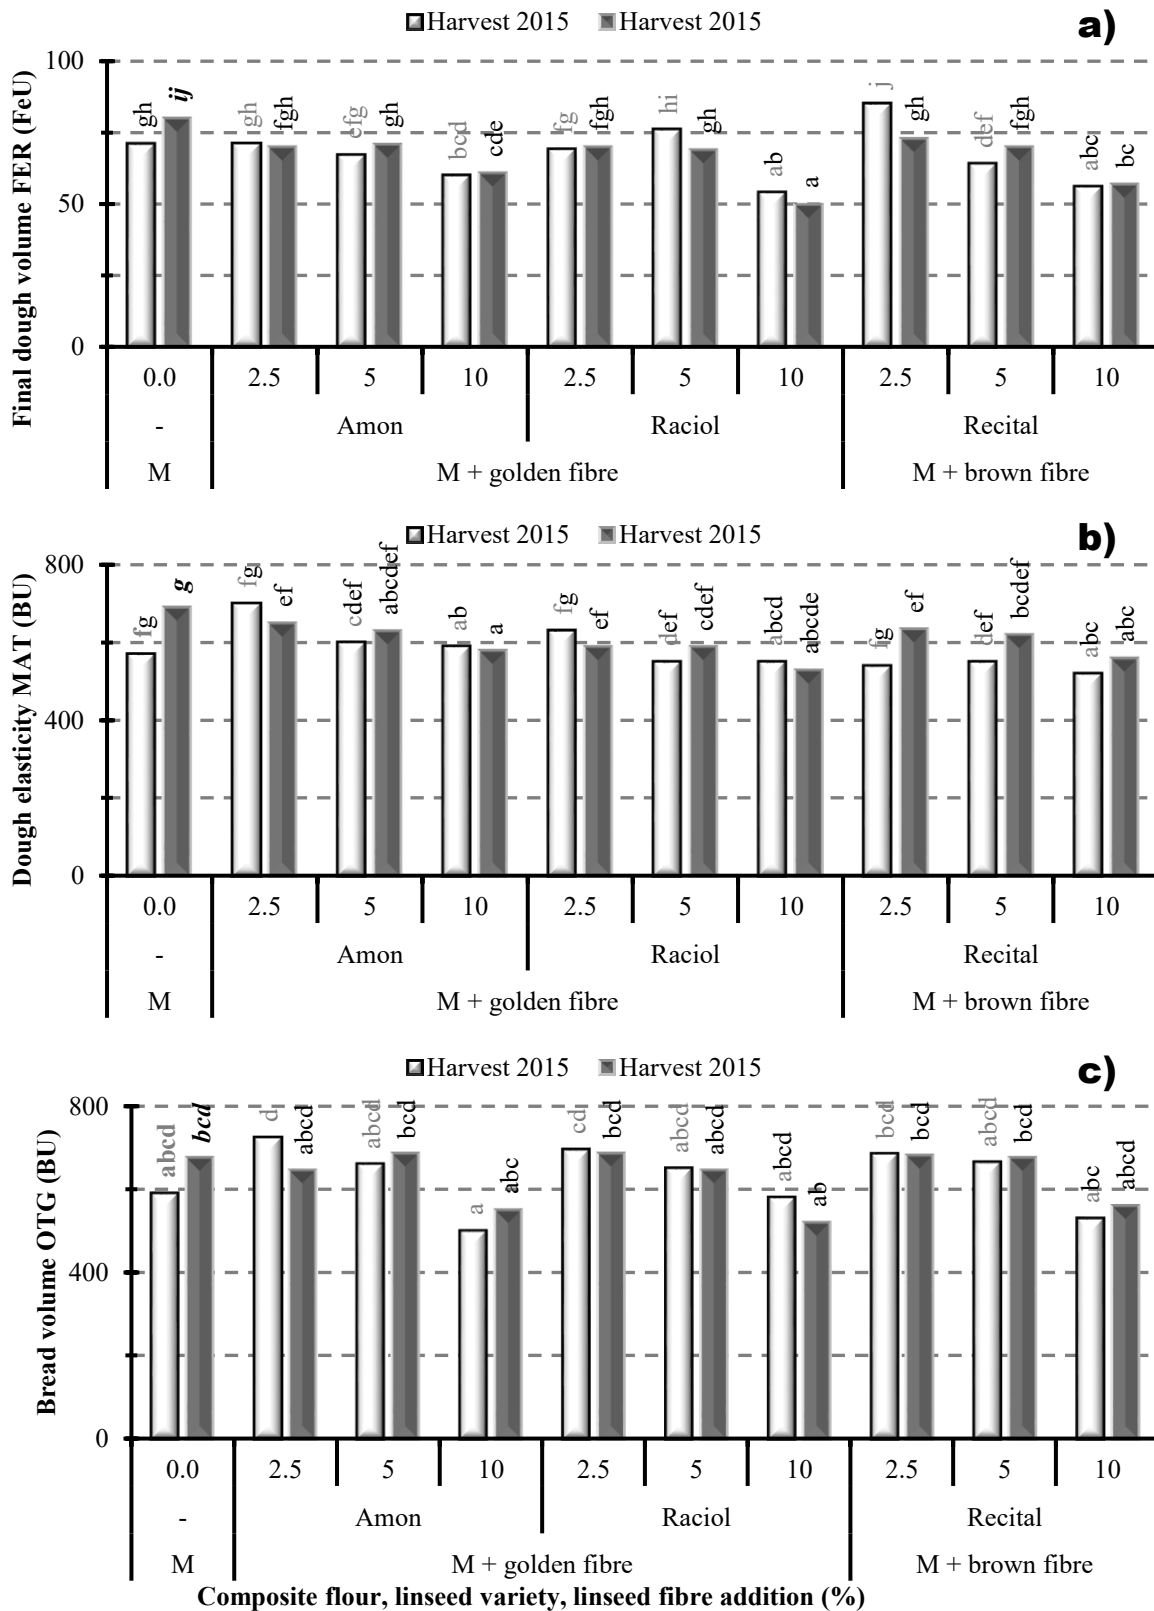 Harvest 2015 Harvest 2015
a)
Final dough volume FER (FeU)
100
50
0
gh ij gh fgh efg gh bcd cde fg fgh hi gh ab a j gh def fgh abc bc
0.0 2.5 5 10 2.5 5 10 2.5 5 10
- Amon Raciol Recital
M M + golden fibre M + brown fibre
Harvest 2015 Harvest 2015
b)
Dough elasticity MAT (BU)
800
400
0
fg g fg ef cdef abcdef ab a fg ef def cdef abcd abcde fg ef def bcdef abc abc
0.0 2.5 5 10 2.5 5 10 2.5 5 10
- Amon Raciol Recital
M M + golden fibre M + brown fibre
Harvest 2015 Harvest 2015
c)
Bread volume OTG (BU)
800
400
0
abcd bcd d abcd abcd bcd a abc cd bcd abcd abcd abcd ab bcd bcd abcd bcd abc abcd
0.0 2.5 5 10 2.5 5 10 2.5 5 10
- Amon Raciol Recital
M M + golden fibre M + brown fibre
Composite flour, linseed variety, linseed fibre addition (%)